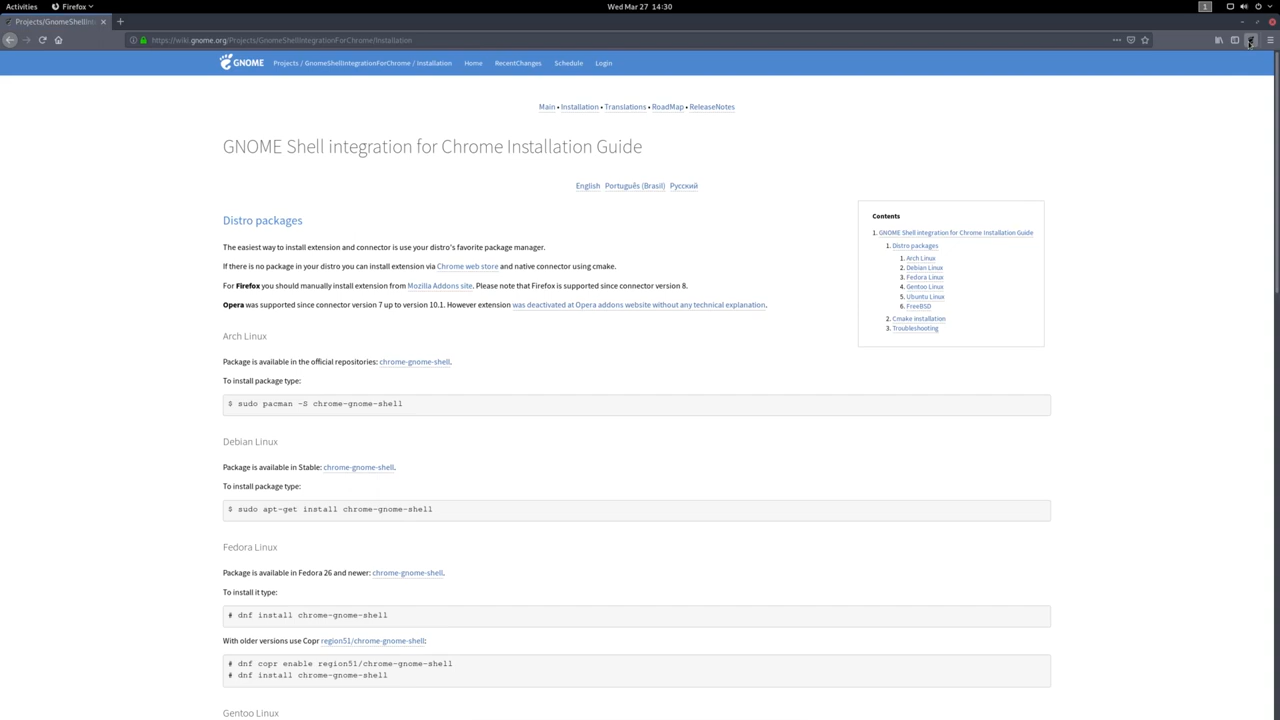 Activities Firefox Wed Mar 27 14:30 1
Projects/GnomeShellInt
https://wiki.gnome.org/Projects/GnomeShellIntegrationForChrome/Installation
GNOME Projects / GnomeShellIntegrationForChrome / Installation Home RecentChanges Schedule Login
Main • Installation • Translations • RoadMap • ReleaseNotes
GNOME Shell integration for Chrome Installation Guide
English Português (Brasil) Русский
Contents
1. GNOME Shell integration for Chrome Installation Guide
1. Distro packages
1. Arch Linux
2. Debian Linux
3. Fedora Linux
4. Gentoo Linux
5. Ubuntu Linux
6. FreeBSD
2. Cmake installation
3. Troubleshooting
Distro packages
The easiest way to install extension and connector is use your distro's favorite package manager.
If there is no package in your distro you can install extension via Chrome web store and native connector using cmake.
For Firefox you should manually install extension from Mozilla Addons site. Please note that Firefox is supported since connector version 8.
Opera was supported since connector version 7 up to version 10.1. However extension was deactivated at Opera addons website without any technical explanation.
Arch Linux
Package is available in the official repositories: chrome-gnome-shell.
To install package type:
$ sudo pacman -S chrome-gnome-shell
Debian Linux
Package is available in Stable: chrome-gnome-shell.
To install package type:
$ sudo apt-get install chrome-gnome-shell
Fedora Linux
Package is available in Fedora 26 and newer: chrome-gnome-shell.
To install it type:
# dnf install chrome-gnome-shell
With older versions use Copr region51/chrome-gnome-shell:
# dnf copr enable region51/chrome-gnome-shell
# dnf install chrome-gnome-shell
Gentoo Linux